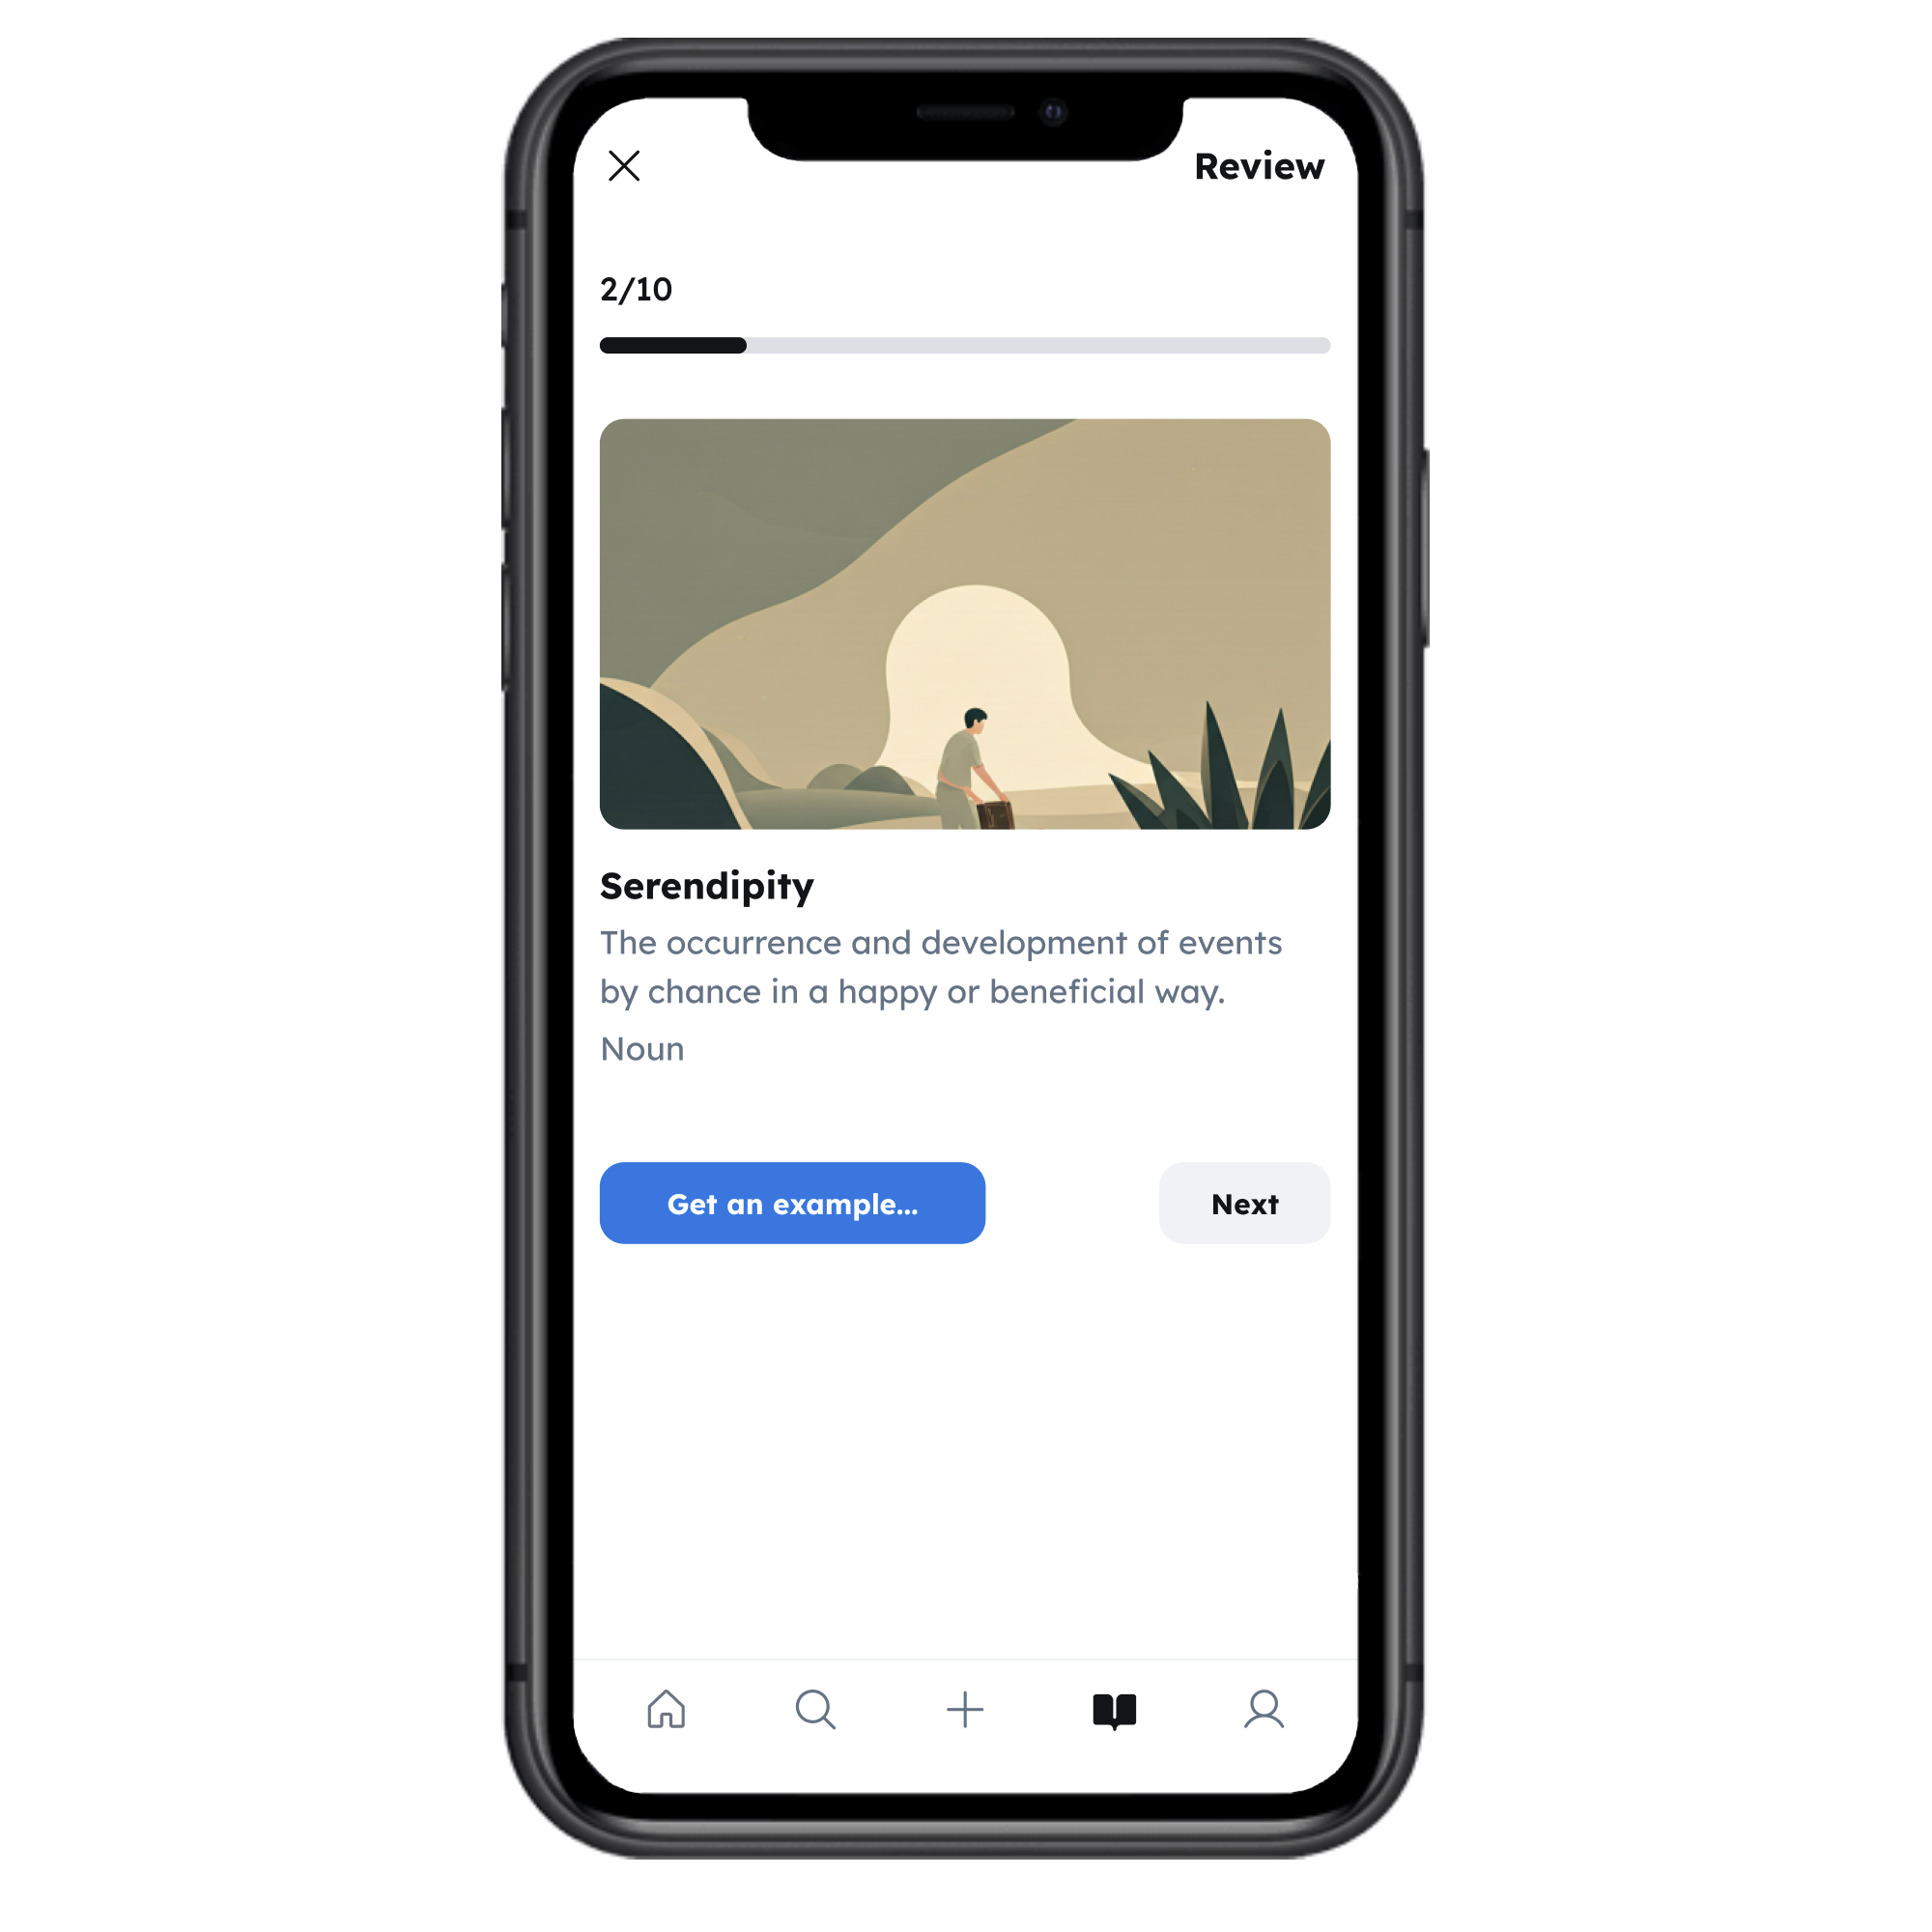 Review
2/10
Serendipity
The occurrence and development of events
by chance in a happy or beneficial way.
Noun
Get an example...
Next